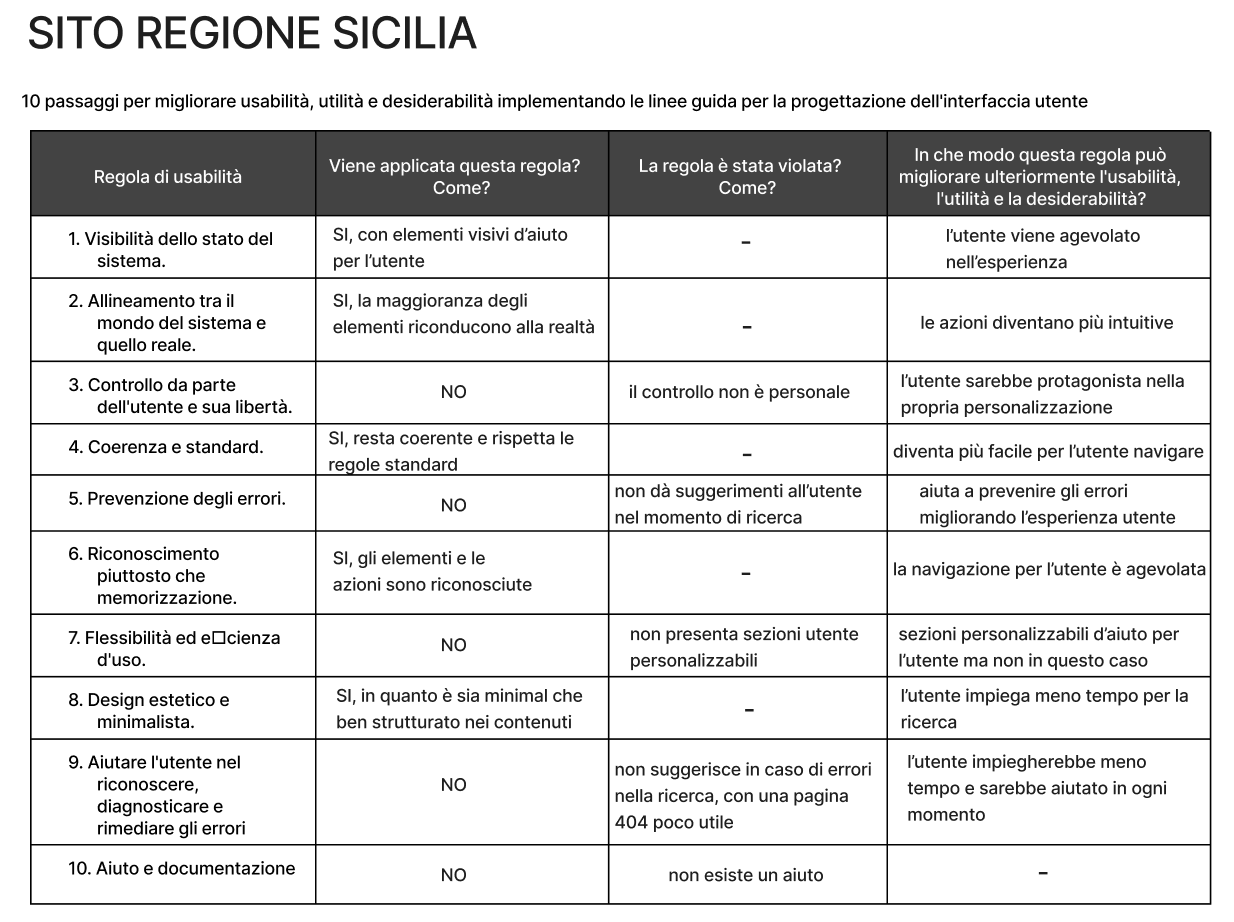 SITO REGIONE SICILIA
10 passaggi per migliorare usabilità, utilità e desiderabilità implementando le linee guida per la progettazione dell'interfaccia utente
Regola di usabilità
Viene applicata questa regola?
Come?
La regola è stata violata?
Come?
In che modo questa regola può
migliorare ulteriormente l'usabilità,
l'utilità e la desiderabilità?
1. Visibilità dello stato del
sistema.
SI, con elementi visivi d’aiuto
per l’utente
–
l’utente viene agevolato
nell’esperienza
2. Allineamento tra il
mondo del sistema e
quello reale.
SI, la maggioranza degli
elementi riconducono alla realtà
–
le azioni diventano più intuitive
3. Controllo da parte
dell'utente e sua libertà.
NO
il controllo non è personale
l’utente sarebbe protagonista nella
propria personalizzazione
4. Coerenza e standard.
SI, resta coerente e rispetta le
regole standard
–
diventa più facile per l’utente navigare
5. Prevenzione degli errori.
NO
non dà suggerimenti all’utente
nel momento di ricerca
aiuta a prevenire gli errori
migliorando l’esperienza utente
6. Riconoscimento
piuttosto che
memorizzazione.
SI, gli elementi e le
azioni sono riconosciute
–
la navigazione per l’utente è agevolata
7. Flessibilità ed e□cienza
d'uso.
NO
non presenta sezioni utente
personalizzabili
sezioni personalizzabili d’aiuto per
l’utente ma non in questo caso
8. Design estetico e
minimalista.
SI, in quanto è sia minimal che
ben strutturato nei contenuti
–
l’utente impiega meno tempo per la
ricerca
9. Aiutare l'utente nel
riconoscere,
diagnosticare e
rimediare gli errori
NO
non suggerisce in caso di errori
nella ricerca, con una pagina
404 poco utile
l’utente impiegherebbe meno
tempo e sarebbe aiutato in ogni
momento
10. Aiuto e documentazione
NO
non esiste un aiuto
–